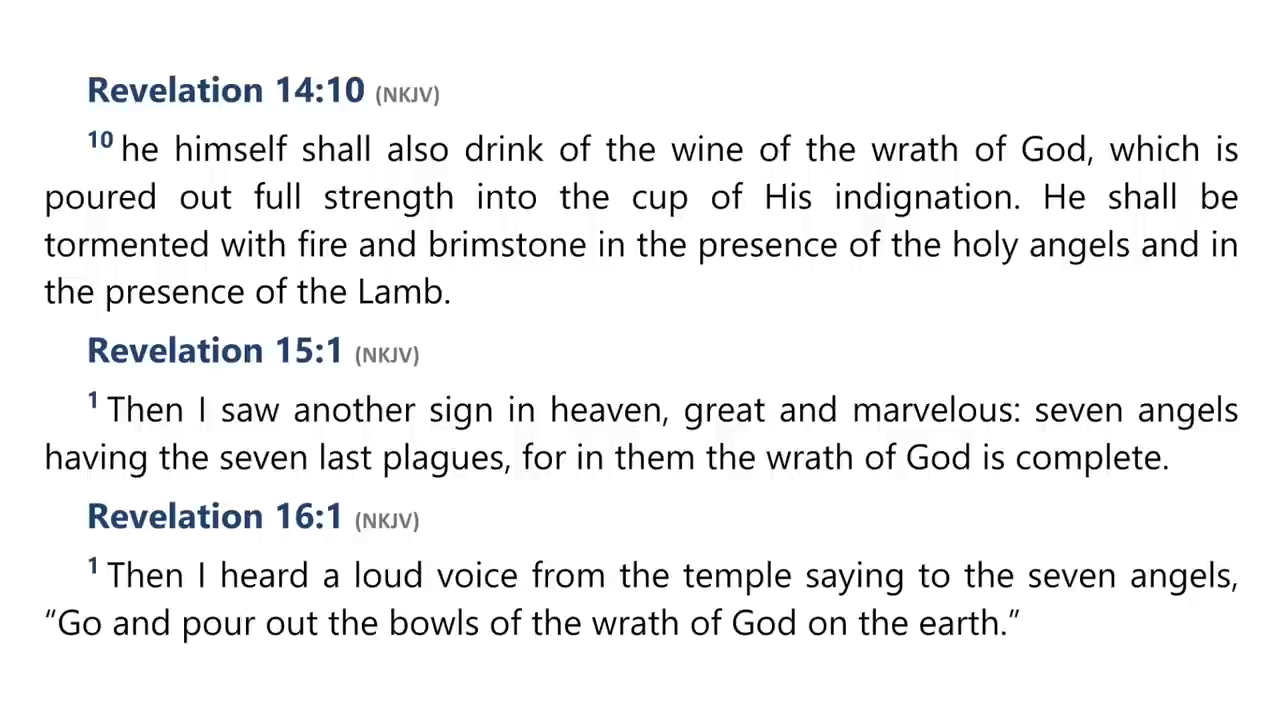 Revelation 14:10 (NKJV)
10 he himself shall also drink of the wine of the wrath of God, which is
poured out full strength into the cup of His indignation. He shall be
tormented with fire and brimstone in the presence of the holy angels and in
the presence of the Lamb.
Revelation 15:1 (NKJV)
1 Then I saw another sign in heaven, great and marvelous: seven angels
having the seven last plagues, for in them the wrath of God is complete.
Revelation 16:1 (NKJV)
1 Then I heard a loud voice from the temple saying to the seven angels,
“Go and pour out the bowls of the wrath of God on the earth.”